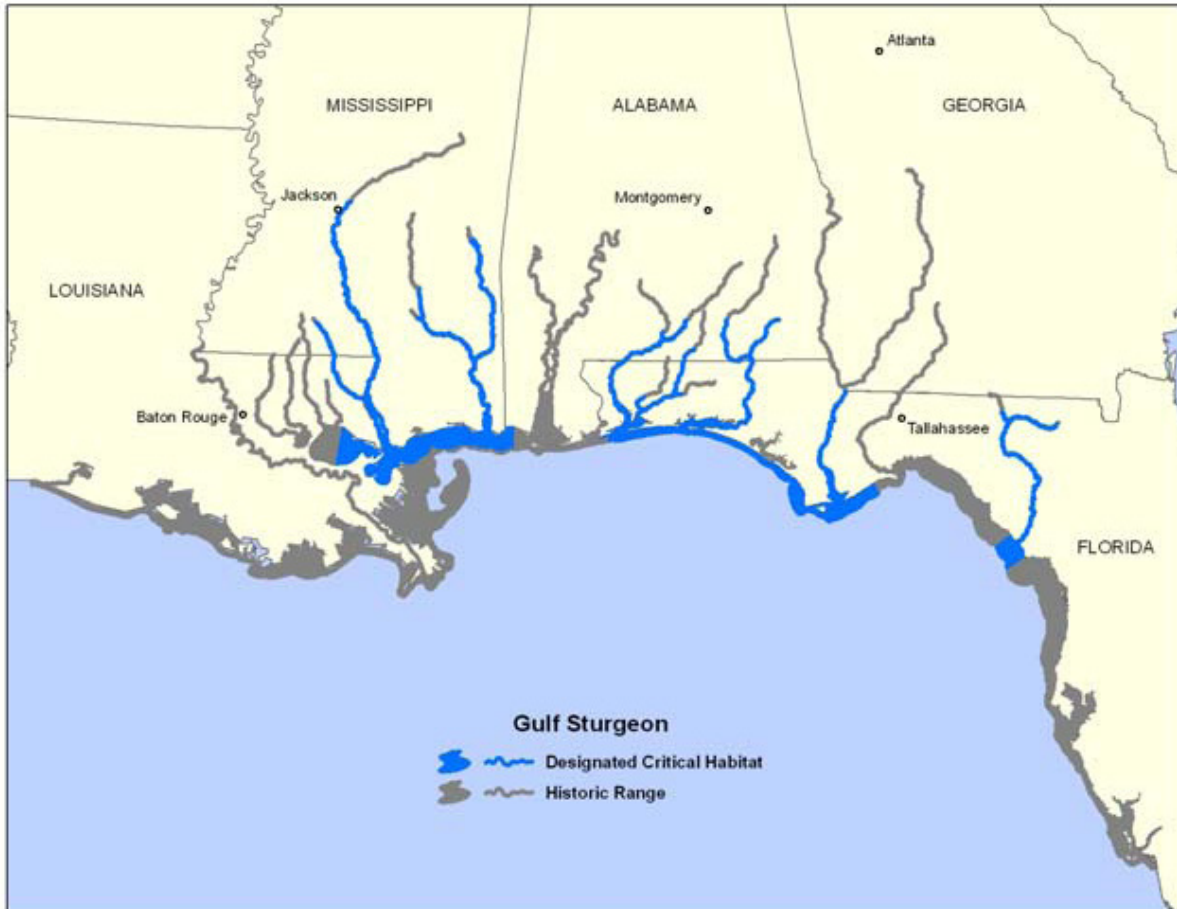 Atlanta
MISSISSIPPI
ALABAMA
GEORGIA
Jackson
Montgomery
LOUISIANA
Baton Rouge
Tallahassee
FLORIDA
Gulf Sturgeon
Designated Critical Habitat
Historic Range